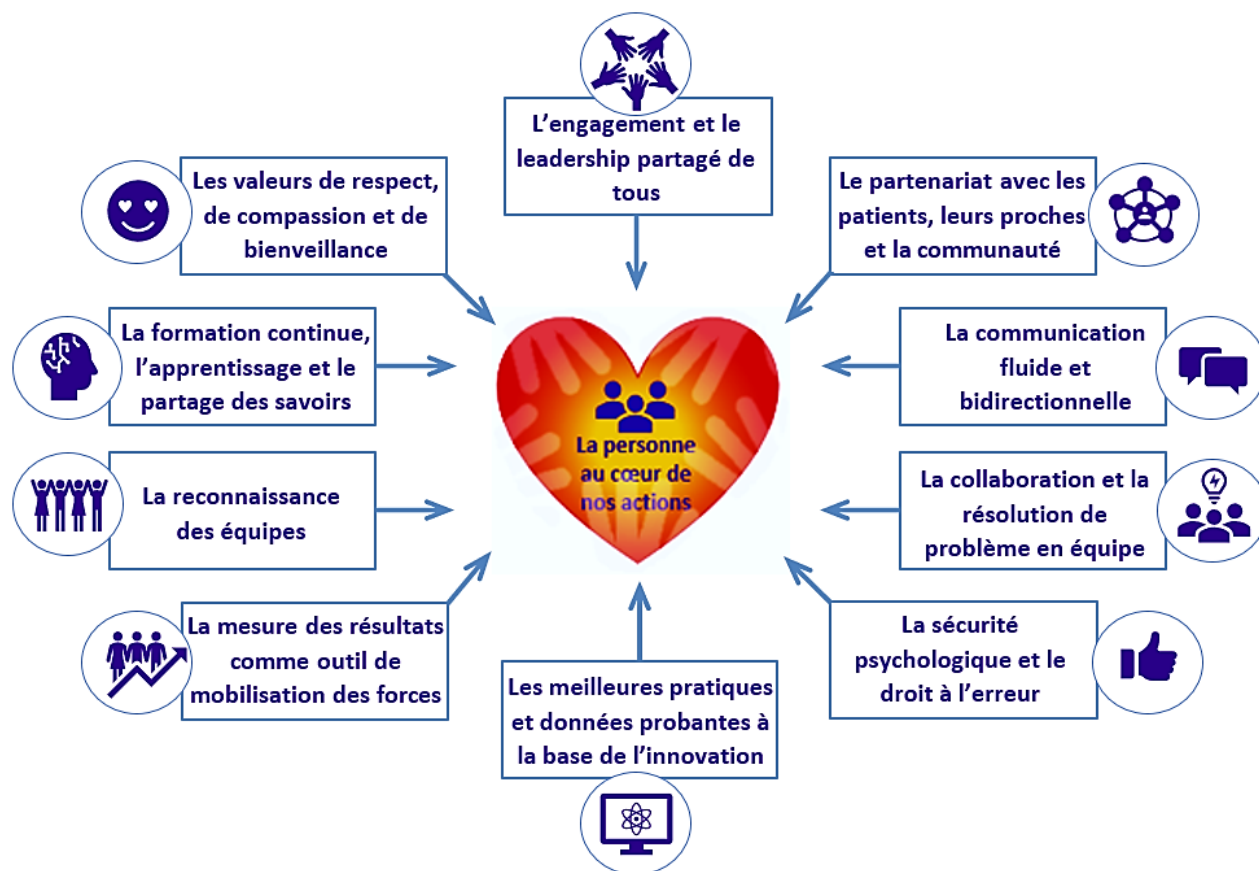 L’engagement et le
leadership partagé de
tous
Les valeurs de respect,
de compassion et de
bienveillance
Le partenariat avec les
patients, leurs proches
et la communauté
La formation continue,
l’apprentissage et le
partage des savoirs
La communication
fluide et
bidirectionnelle
La personne
au cœur de
nos actions
La reconnaissance
des équipes
La collaboration et la
résolution de
problème en équipe
La mesure des résultats
comme outil de
mobilisation des forces
La sécurité
psychologique et le
droit à l’erreur
Les meilleures pratiques
et données probantes à
la base de l’innovation